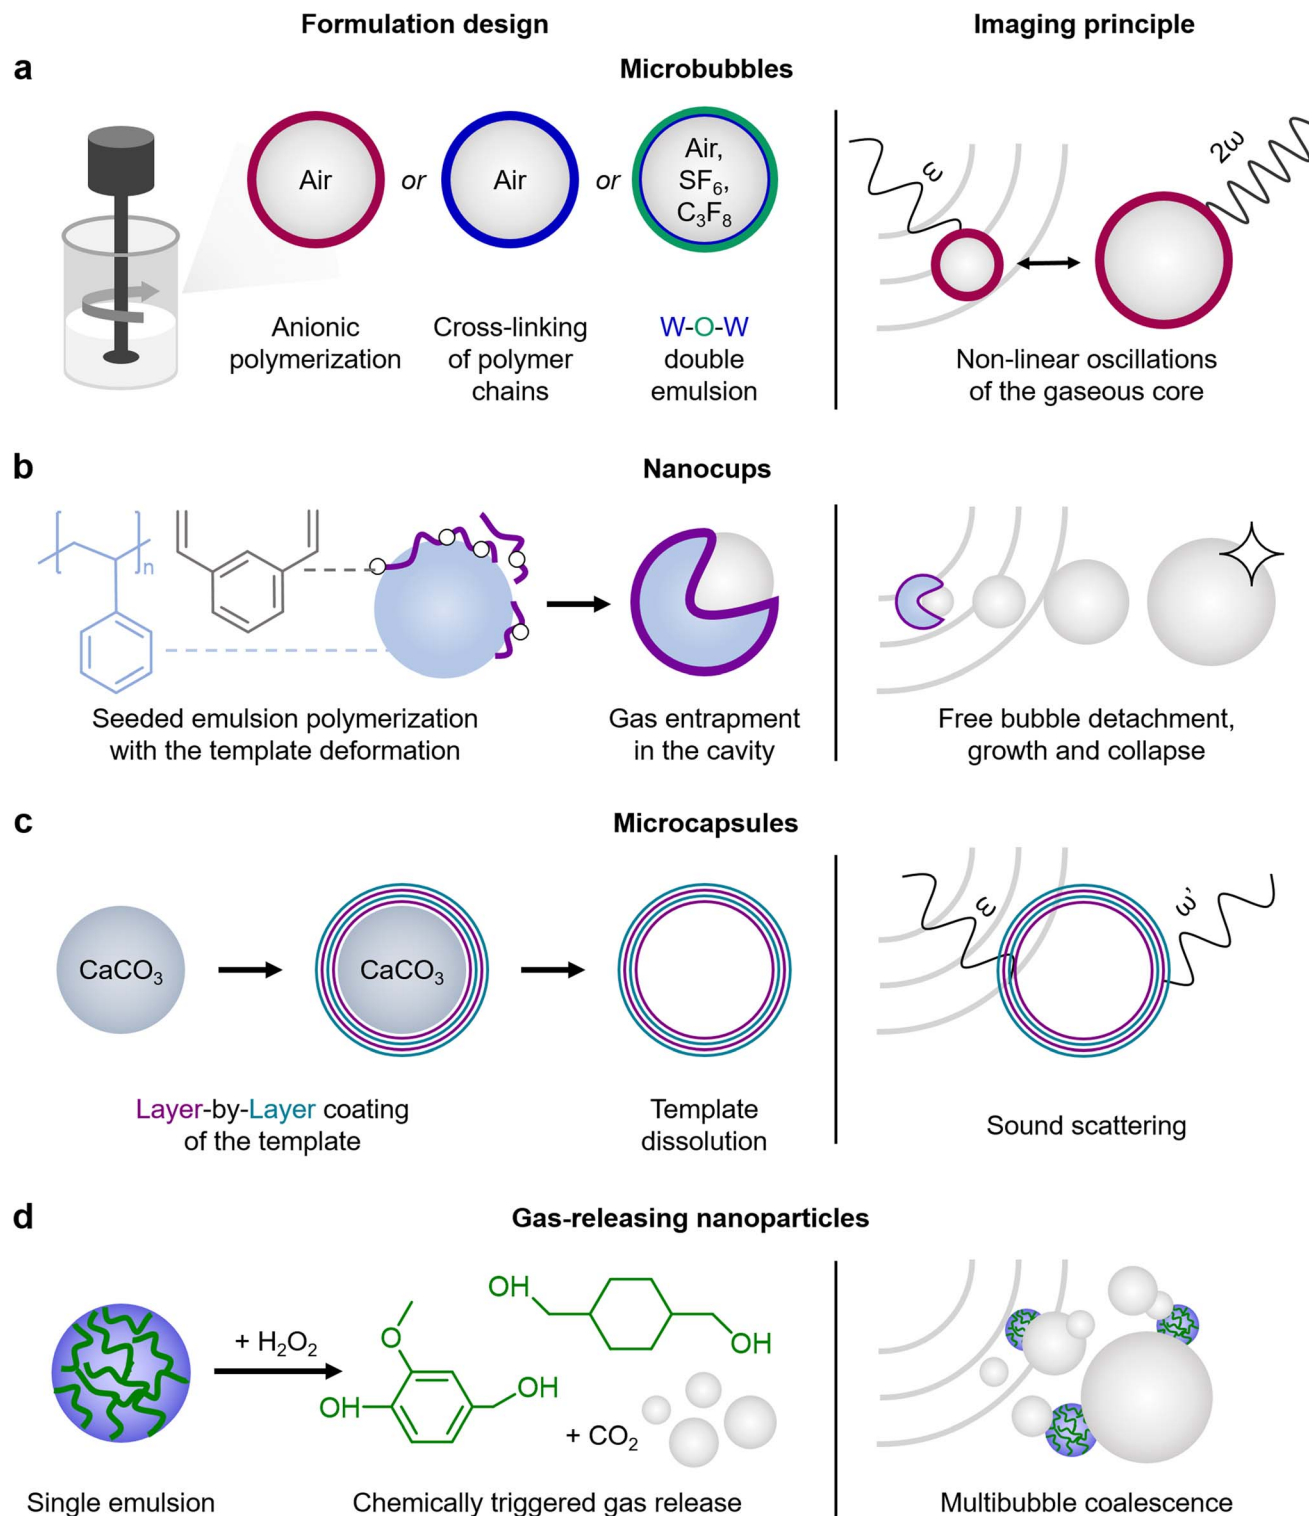 Formulation design
Imaging principle
a
Microbubbles
Air
or
Air
or
Air,
SF₆,
C₃F₈
ω
2ω
Anionic
polymerization
Cross-linking
of polymer
chains
W-O-W
double
emulsion
Non-linear oscillations
of the gaseous core
b
Nanocups
n
Seeded emulsion polymerization
with the template deformation
Gas entrapment
in the cavity
Free bubble detachment,
growth and collapse
c
Microcapsules
CaCO₃
CaCO₃
ω
ω'
Layer-by-Layer coating
of the template
Template
dissolution
Sound scattering
d
Gas-releasing nanoparticles
+ H₂O₂
OH
OH
O
OH
OH
+ CO₂
Single emulsion
Chemically triggered gas release
Multibubble coalescence